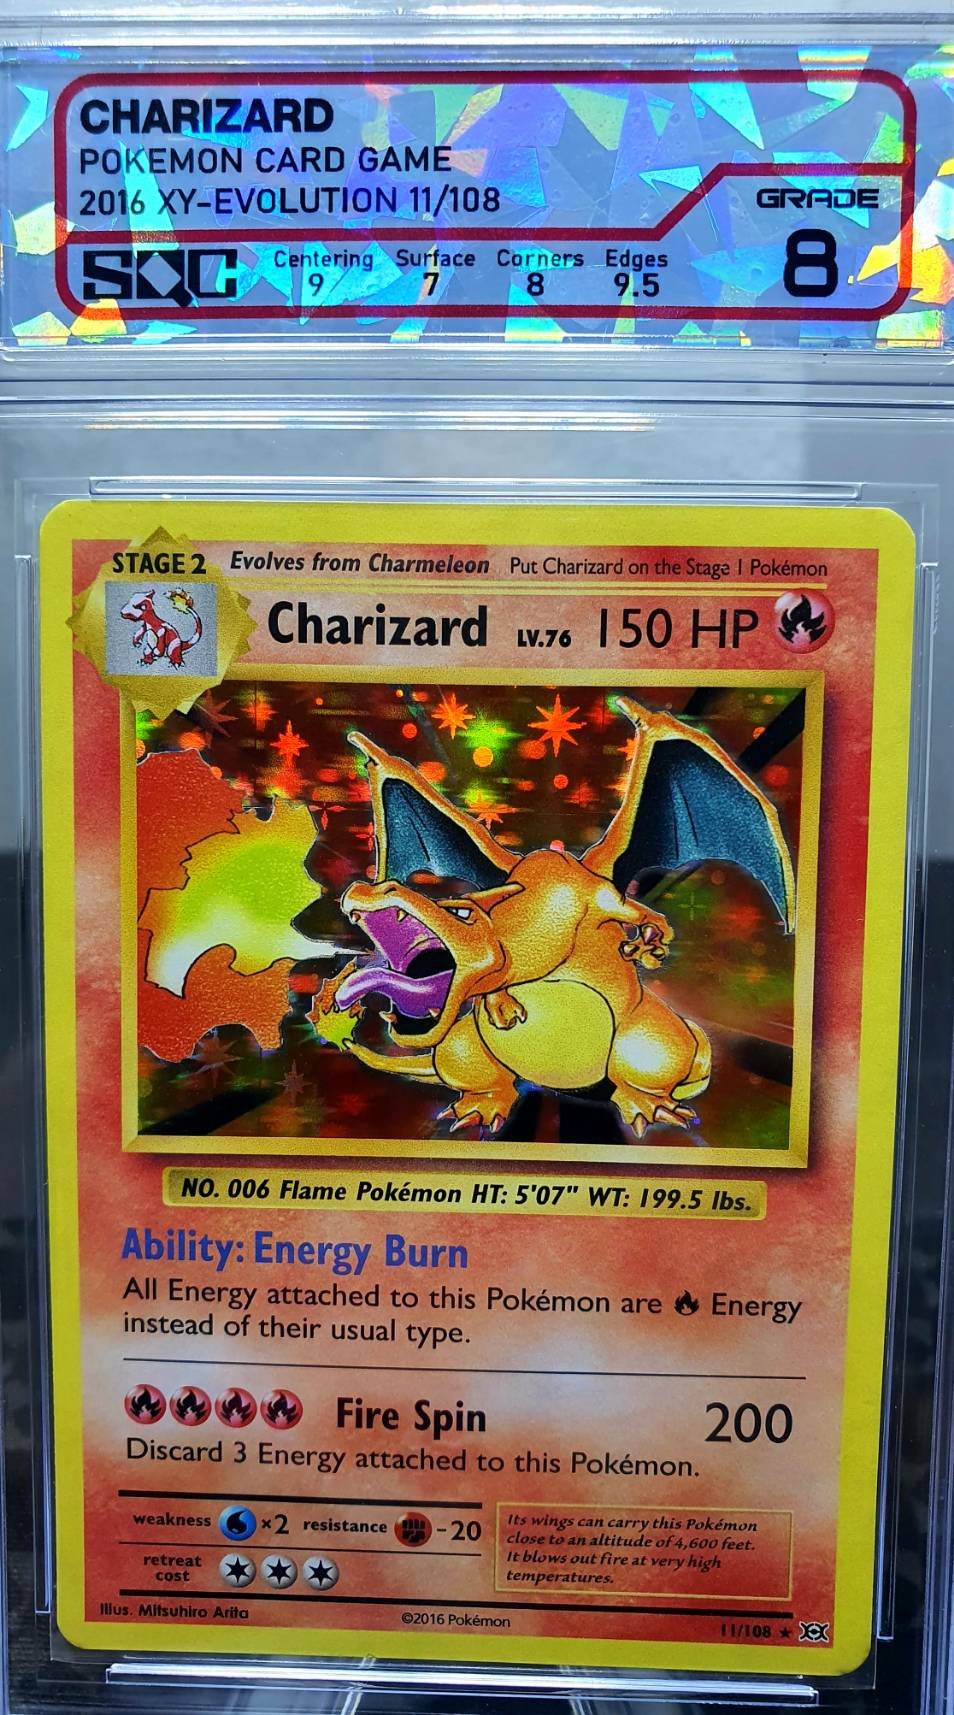 CHARIZARD
POKEMON CARD GAME
2016 XY-EVOLUTION 11/108
GRADE
8
SQC
Centering Surface Corners Edges
9 7 8 9.5
STAGE 2 Evolves from Charmeleon Put Charizard on the Stage 1 Pokémon
Charizard LV.76 150 HP
NO. 006 Flame Pokémon HT: 5'07" WT: 199.5 lbs.
Ability: Energy Burn
All Energy attached to this Pokémon are Energy
instead of their usual type.
Fire Spin 200
Discard 3 Energy attached to this Pokémon.
weakness ×2 resistance -20
retreat
cost
Its wings can carry this Pokémon
close to an altitude of 4,600 feet.
It blows out fire at very high
temperatures.
Illus. Mitsuhiro Arita ©2016 Pokémon 11/108 ★